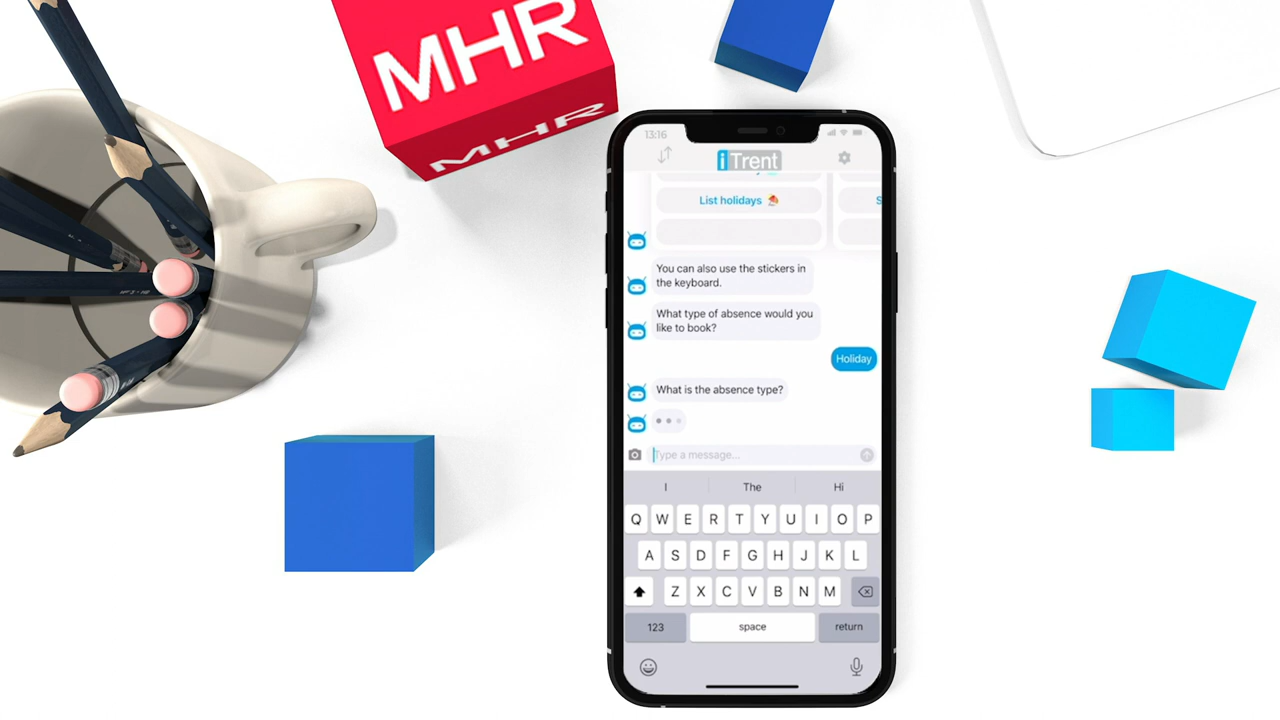 MHR
MHR
13:16
iTrent
List holidays
S
You can also use the stickers in
the keyboard.
What type of absence would you
like to book?
Holiday
What is the absence type?
Type a message...
I The Hi
Q W E R T Y U I O P
A S D F G H J K L
Z X C V B N M
123 space return